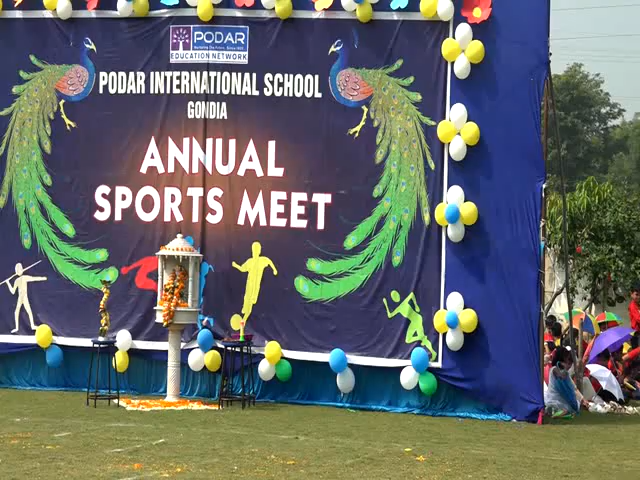 PODAR
EDUCATION NETWORK
PODAR INTERNATIONAL SCHOOL
GONDIA
ANNUAL
SPORTS MEET